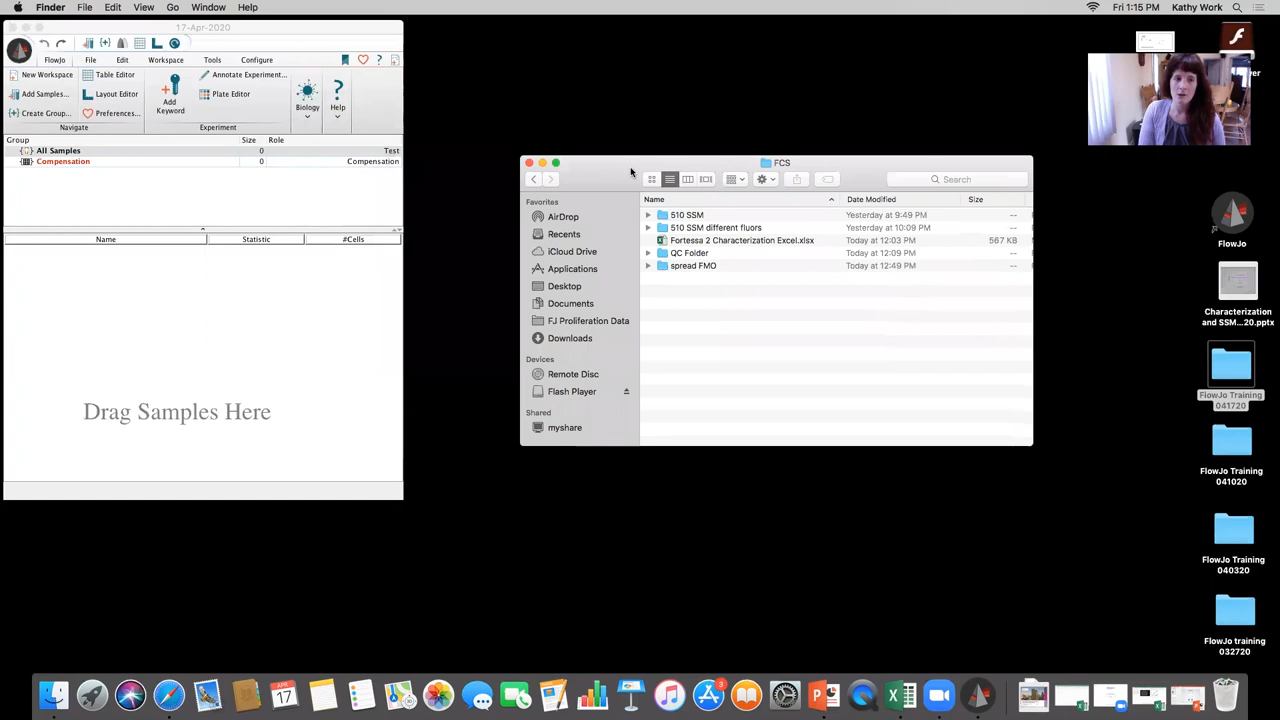 Finder File Edit View Go Window Help
Fri 1:15 PM Kathy Work
17-Apr-2020
FlowJo File Edit Workspace Tools Configure
New Workspace
Add Samples...
Create Group...
Navigate
Table Editor
Layout Editor
Preferences...
Add Keyword
Annotate Experiment...
Plate Editor
Experiment
Biology
Help
Group Size Role
All Samples 0 Test
Compensation 0 Compensation
Name Statistic #Cells
Drag Samples Here
FCS
Search
Favorites
AirDrop
Recents
iCloud Drive
Applications
Desktop
Documents
FJ Proliferation Data
Downloads
Devices
Remote Disc
Flash Player
Shared
myshare
Name Date Modified Size
510 SSM Yesterday at 9:49 PM --
510 SSM different fluors Yesterday at 10:09 PM --
Fortessa 2 Characterization Excel.xlsx Today at 12:03 PM 567 KB
QC Folder Today at 12:09 PM --
spread FMO Today at 12:49 PM --
FlowJo
Characterization
and SSM...20.pptx
FlowJo Training
041720
FlowJo Training
041020
FlowJo Training
040320
FlowJo training
032720
APR
17
3